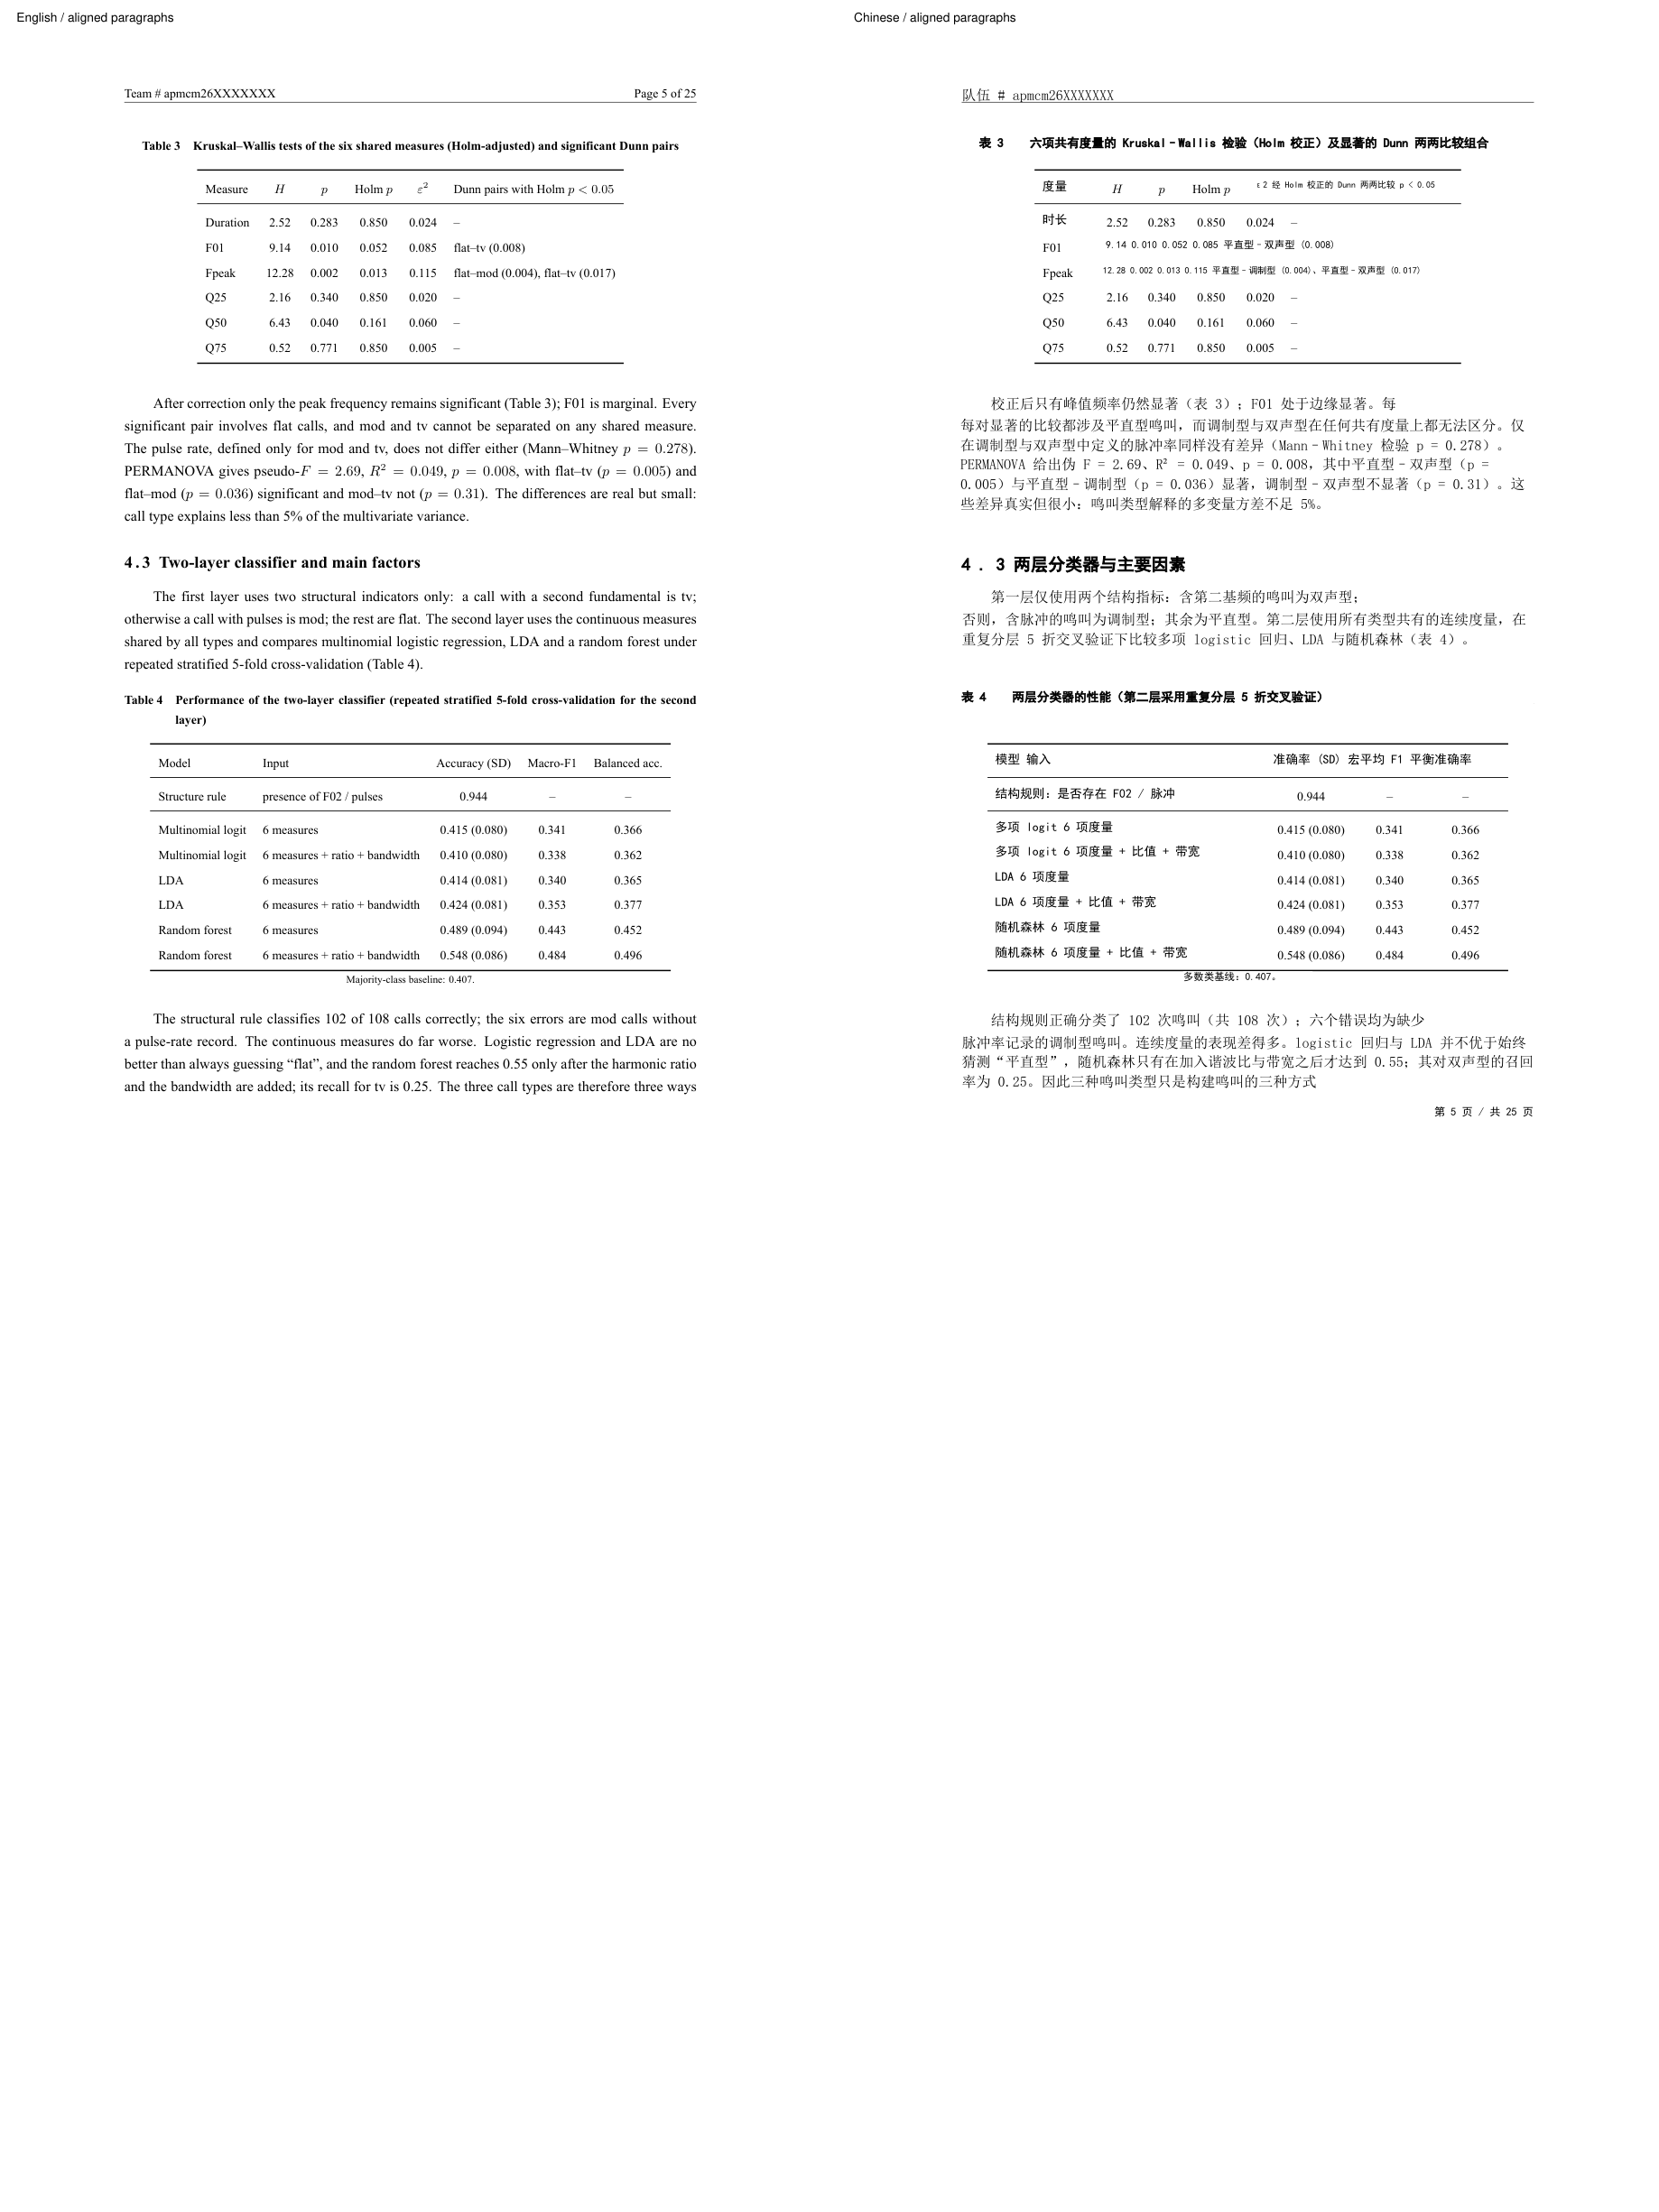 English / aligned paragraphs
Team # apmcm26XXXXXXX Page 5 of 25
Table 3 Kruskal–Wallis tests of the six shared measures (Holm-adjusted) and significant Dunn pairs
Measure H p Holm p ε² Dunn pairs with Holm p < 0.05
Duration 2.52 0.283 0.850 0.024 –
F01 9.14 0.010 0.052 0.085 flat–tv (0.008)
Fpeak 12.28 0.002 0.013 0.115 flat–mod (0.004), flat–tv (0.017)
Q25 2.16 0.340 0.850 0.020 –
Q50 6.43 0.040 0.161 0.060 –
Q75 0.52 0.771 0.850 0.005 –
After correction only the peak frequency remains significant (Table 3); F01 is marginal. Every
significant pair involves flat calls, and mod and tv cannot be separated on any shared measure.
The pulse rate, defined only for mod and tv, does not differ either (Mann–Whitney p = 0.278).
PERMANOVA gives pseudo-F = 2.69, R² = 0.049, p = 0.008, with flat–tv (p = 0.005) and
flat–mod (p = 0.036) significant and mod–tv not (p = 0.31). The differences are real but small:
call type explains less than 5% of the multivariate variance.
4.3 Two-layer classifier and main factors
The first layer uses two structural indicators only: a call with a second fundamental is tv;
otherwise a call with pulses is mod; the rest are flat. The second layer uses the continuous measures
shared by all types and compares multinomial logistic regression, LDA and a random forest under
repeated stratified 5-fold cross-validation (Table 4).
Table 4 Performance of the two-layer classifier (repeated stratified 5-fold cross-validation for the second
layer)
Model Input Accuracy (SD) Macro-F1 Balanced acc.
Structure rule presence of F02 / pulses 0.944 – –
Multinomial logit 6 measures 0.415 (0.080) 0.341 0.366
Multinomial logit 6 measures + ratio + bandwidth 0.410 (0.080) 0.338 0.362
LDA 6 measures 0.414 (0.081) 0.340 0.365
LDA 6 measures + ratio + bandwidth 0.424 (0.081) 0.353 0.377
Random forest 6 measures 0.489 (0.094) 0.443 0.452
Random forest 6 measures + ratio + bandwidth 0.548 (0.086) 0.484 0.496
Majority-class baseline: 0.407.
The structural rule classifies 102 of 108 calls correctly; the six errors are mod calls without
a pulse-rate record. The continuous measures do far worse. Logistic regression and LDA are no
better than always guessing “flat”, and the random forest reaches 0.55 only after the harmonic ratio
and the bandwidth are added; its recall for tv is 0.25. The three call types are therefore three ways
Chinese / aligned paragraphs
队伍 # apmcm26XXXXXXX
表 3 六项共有度量的 Kruskal–Wallis 检验（Holm 校正）及显著的 Dunn 两两比较组合
度量 H p Holm p ε2 经 Holm 校正的 Dunn 两两比较 p < 0.05
时长 2.52 0.283 0.850 0.024 –
F01 9.14 0.010 0.052 0.085 平直型–双声型 (0.008)
Fpeak 12.28 0.002 0.013 0.115 平直型–调制型 (0.004)、平直型–双声型 (0.017)
Q25 2.16 0.340 0.850 0.020 –
Q50 6.43 0.040 0.161 0.060 –
Q75 0.52 0.771 0.850 0.005 –
校正后只有峰值频率仍然显著（表 3）；F01 处于边缘显著。每
每对显著的比较都涉及平直型鸣叫，而调制型与双声型在任何共有度量上都无法区分。仅
在调制型与双声型中定义的脉冲率同样没有差异（Mann–Whitney 检验 p = 0.278）。
PERMANOVA 给出伪 F = 2.69、R² = 0.049、p = 0.008，其中平直型–双声型（p =
0.005）与平直型–调制型（p = 0.036）显著，调制型–双声型不显著（p = 0.31）。这
些差异真实但很小：鸣叫类型解释的多变量方差不足 5%。
4 . 3 两层分类器与主要因素
第一层仅使用两个结构指标：含第二基频的鸣叫为双声型；
否则，含脉冲的鸣叫为调制型；其余为平直型。第二层使用所有类型共有的连续度量，在
重复分层 5 折交叉验证下比较多项 logistic 回归、LDA 与随机森林（表 4）。
表 4 两层分类器的性能（第二层采用重复分层 5 折交叉验证）
模型 输入 准确率 (SD) 宏平均 F1 平衡准确率
结构规则：是否存在 F02 / 脉冲 0.944 – –
多项 logit 6 项度量 0.415 (0.080) 0.341 0.366
多项 logit 6 项度量 + 比值 + 带宽 0.410 (0.080) 0.338 0.362
LDA 6 项度量 0.414 (0.081) 0.340 0.365
LDA 6 项度量 + 比值 + 带宽 0.424 (0.081) 0.353 0.377
随机森林 6 项度量 0.489 (0.094) 0.443 0.452
随机森林 6 项度量 + 比值 + 带宽 0.548 (0.086) 0.484 0.496
多数类基线：0.407。
结构规则正确分类了 102 次鸣叫（共 108 次）；六个错误均为缺少
脉冲率记录的调制型鸣叫。连续度量的表现差得多。logistic 回归与 LDA 并不优于始终
猜测“平直型”，随机森林只有在加入谐波比与带宽之后才达到 0.55；其对双声型的召回
率为 0.25。因此三种鸣叫类型只是构建鸣叫的三种方式
第 5 页 / 共 25 页